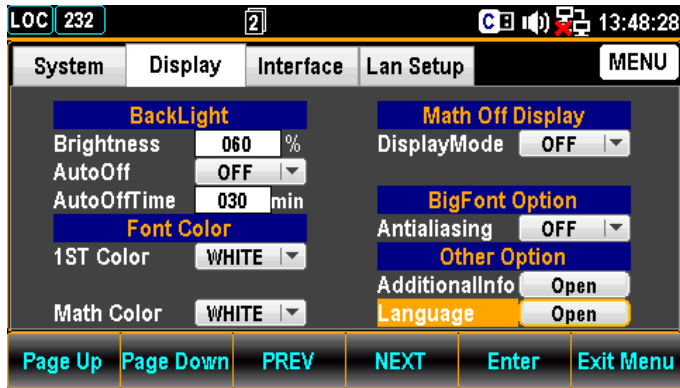 LOC 232 2 C 13:48:28
System Display Interface Lan Setup MENU
BackLight
Brightness 060 %
AutoOff OFF
AutoOffTime 030 min
Font Color
1ST Color WHITE
Math Color WHITE
Math Off Display
DisplayMode OFF
BigFont Option
Antialiasing OFF
Other Option
AdditionalInfo Open
Language Open
Page Up Page Down PREV NEXT Enter Exit Menu